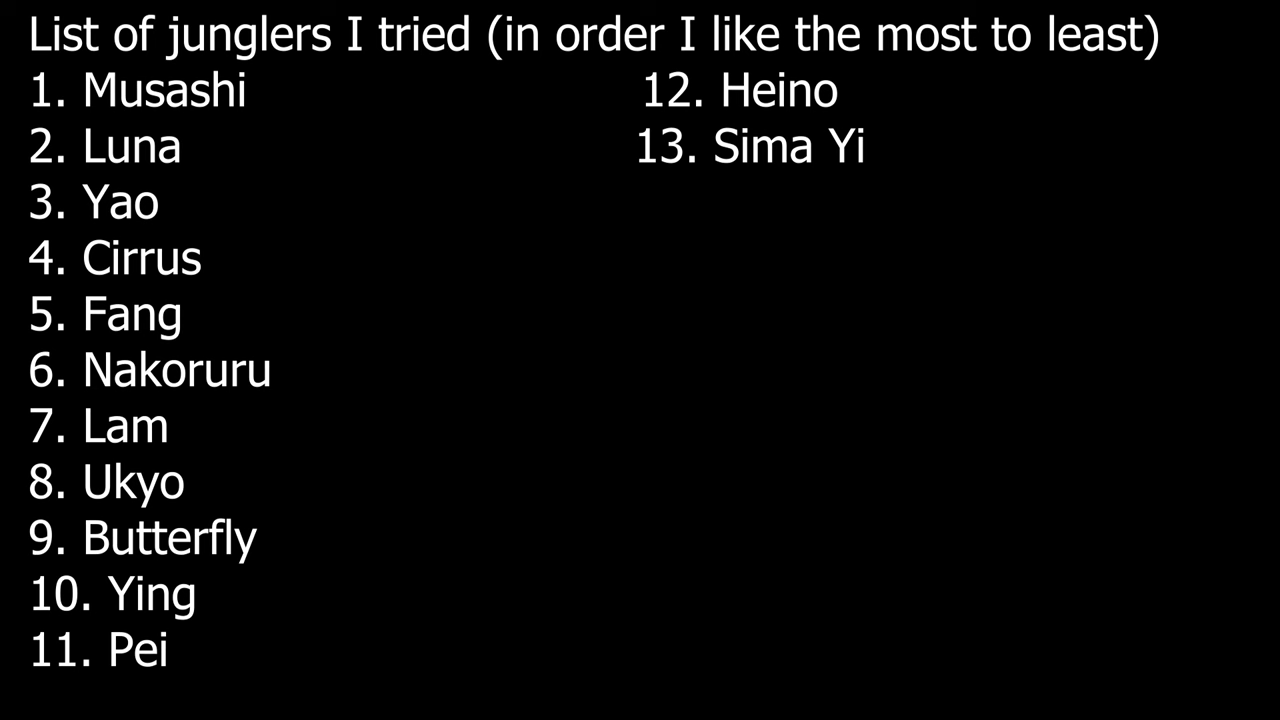 List of junglers I tried (in order I like the most to least)
1. Musashi
2. Luna
3. Yao
4. Cirrus
5. Fang
6. Nakoruru
7. Lam
8. Ukyo
9. Butterfly
10. Ying
11. Pei
12. Heino
13. Sima Yi